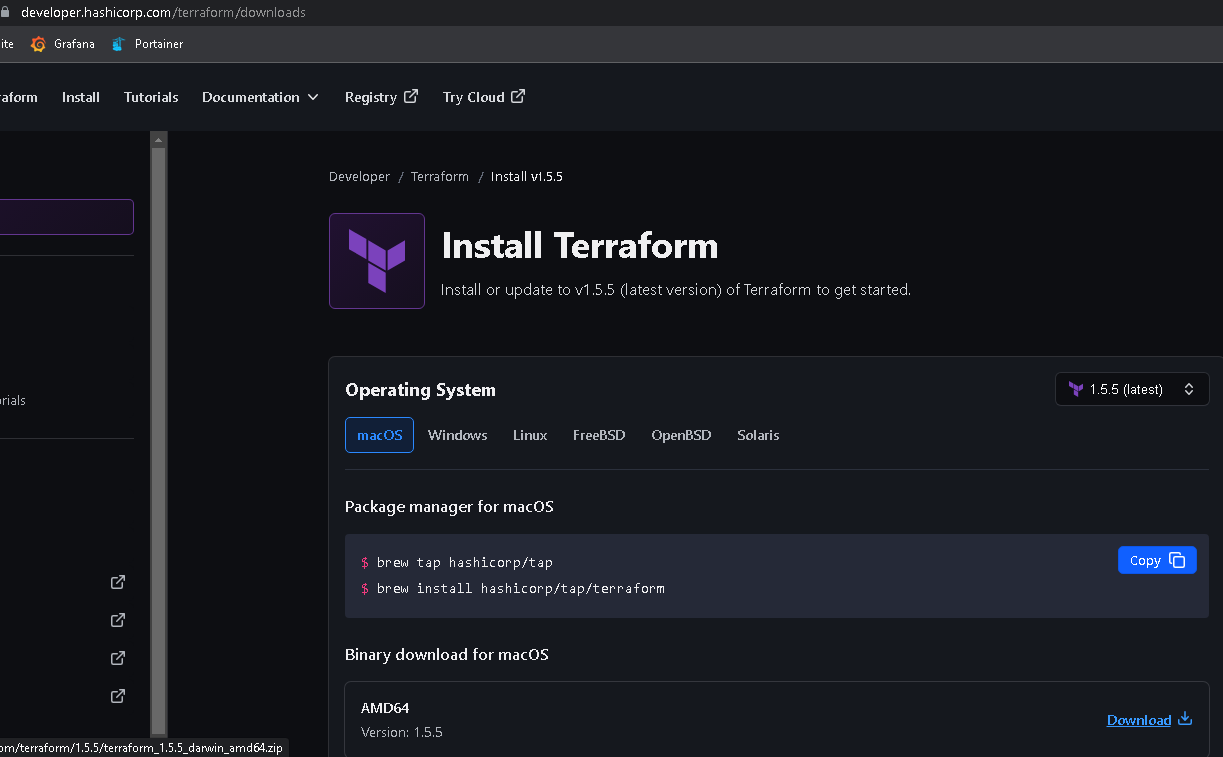 developer.hashicorp.com/terraform/downloads
ite Grafana Portainer
raform Install Tutorials Documentation Registry Try Cloud
Developer / Terraform / Install v1.5.5
Install Terraform
Install or update to v1.5.5 (latest version) of Terraform to get started.
Operating System
1.5.5 (latest)
orials
macOS Windows Linux FreeBSD OpenBSD Solaris
Package manager for macOS
$ brew tap hashicorp/tap
Copy
$ brew install hashicorp/tap/terraform
Binary download for macOS
AMD64
Version: 1.5.5
Download
om/terraform/1.5.5/terraform_1.5.5_darwin_amd64.zip